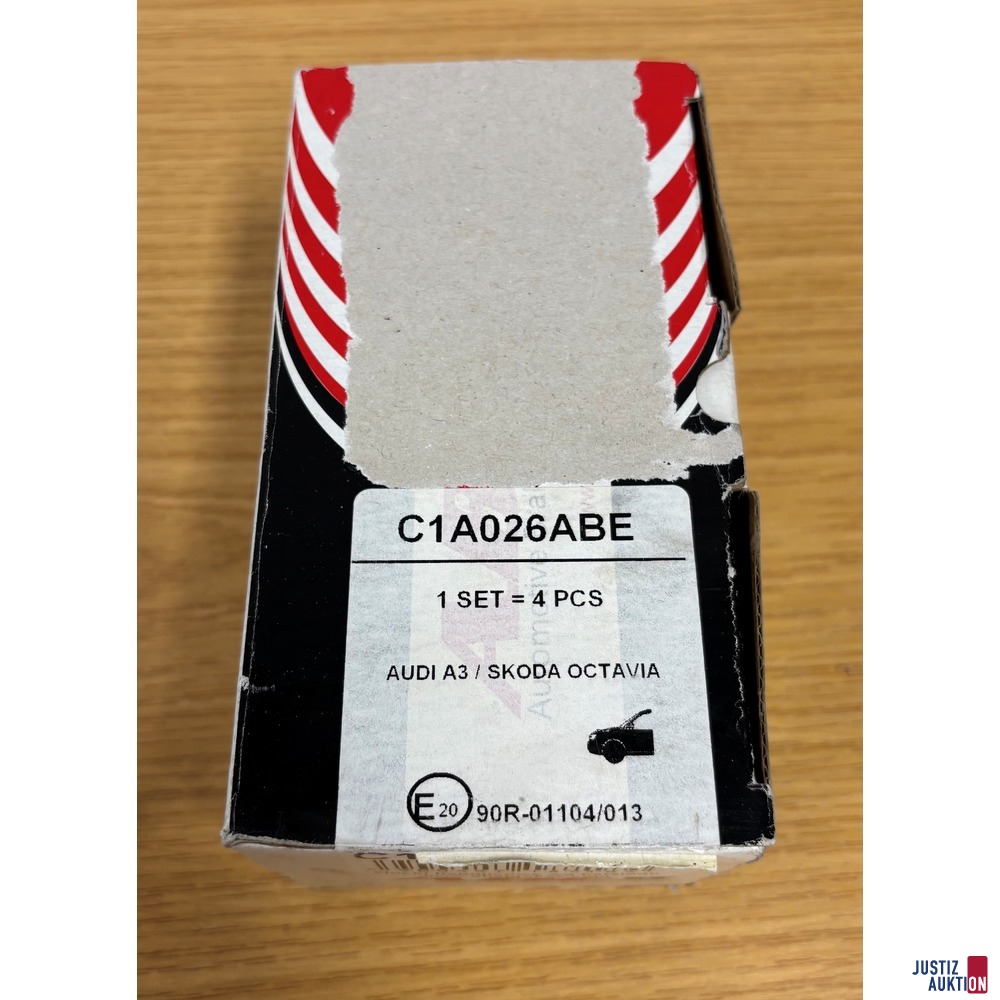 C1A026ABE
1 SET = 4 PCS
AUDI A3 / SKODA OCTAVIA
E20 90R-01104/013
JUSTIZ
AUKTION